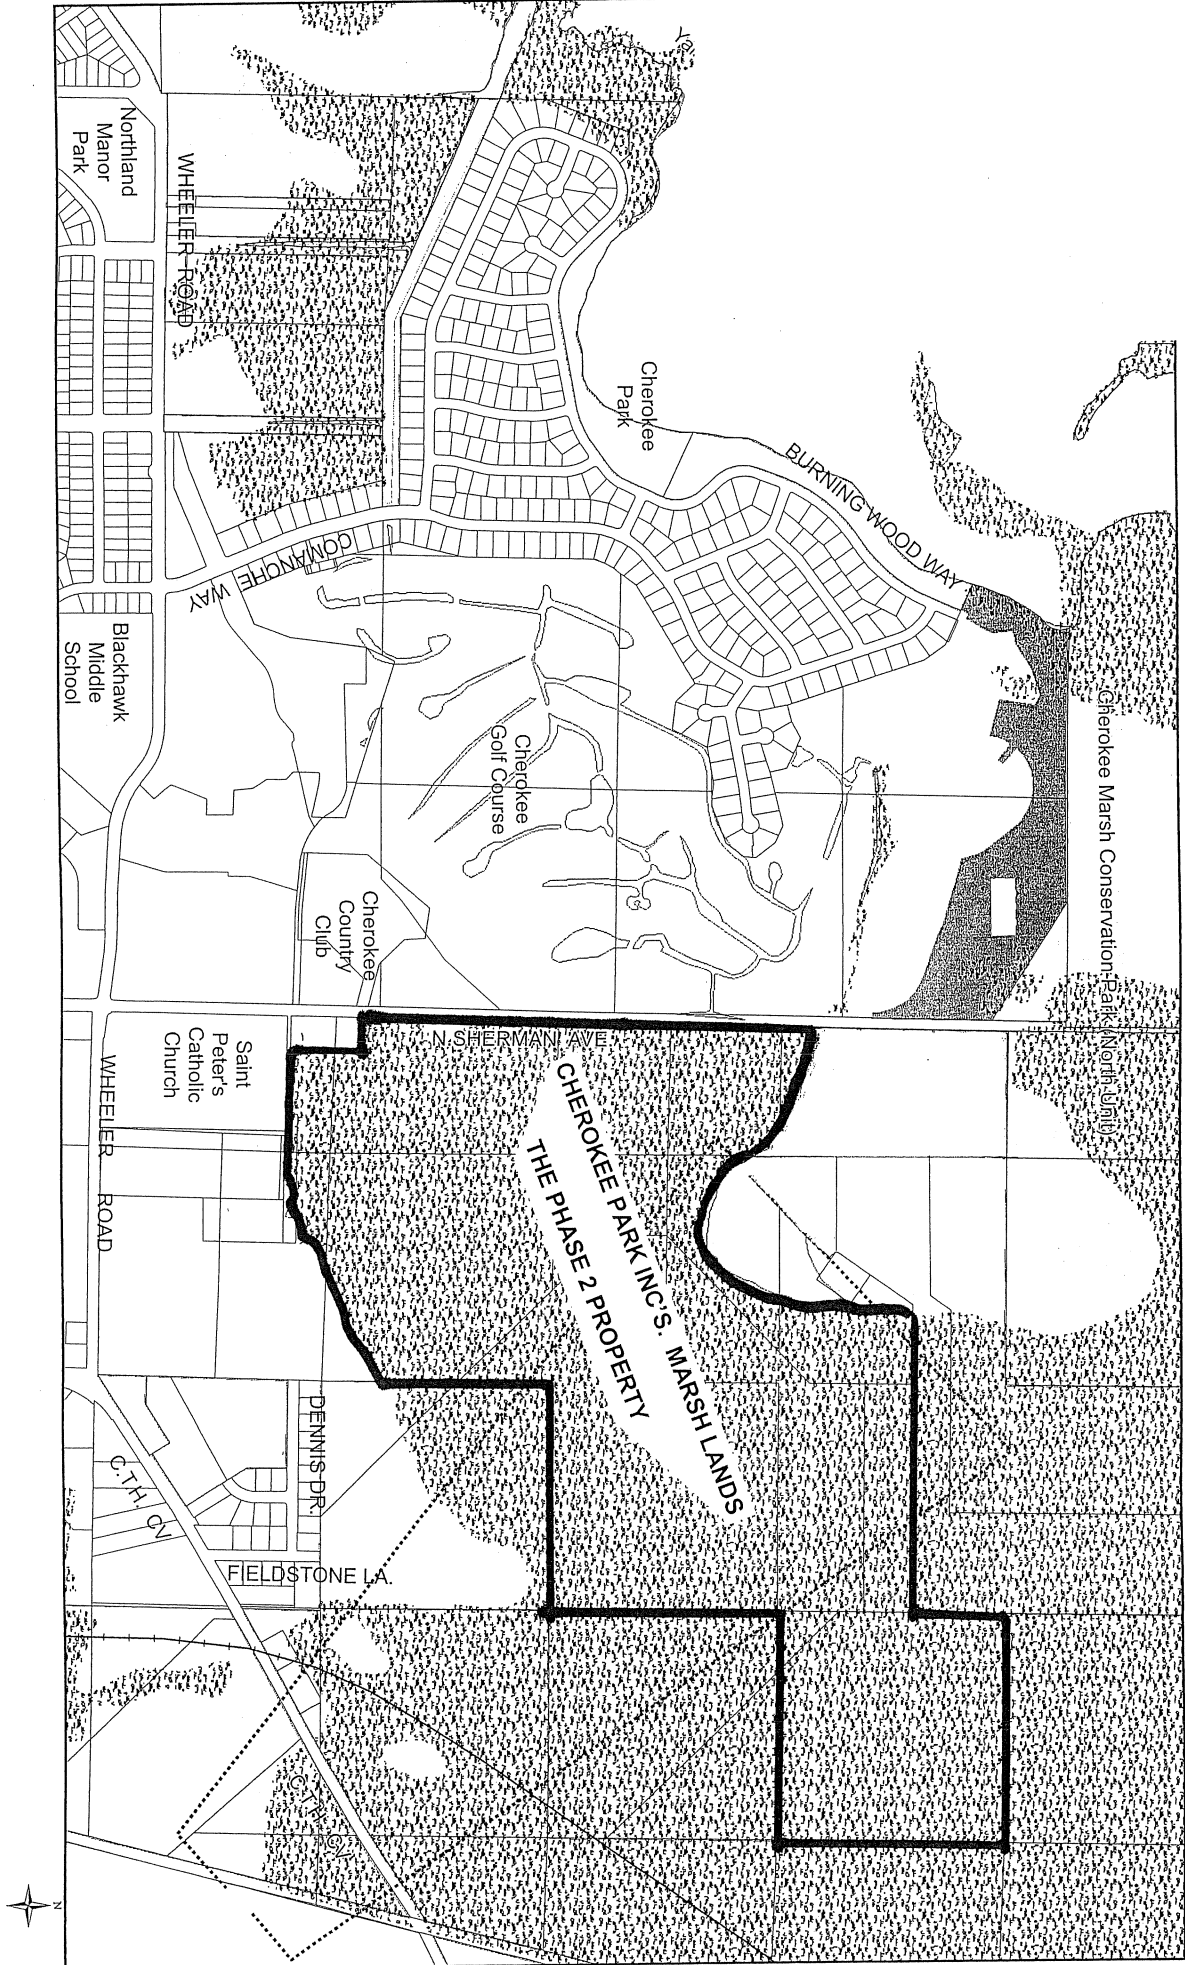 Ya
Northland
Manor
Park
WHEELER ROAD
Cherokee
Park
BURNING WOOD WAY
COMANCHE WAY
Blackhawk
Middle
School
Cherokee Marsh Conservation Park (North Unit)
Cherokee
Golf Course
Cherokee
Country
Club
N SHERMAN AVE
Saint
Peter's
Catholic
Church
WHEELER ROAD
CHEROKEE PARK INC'S. MARSH LANDS
THE PHASE 2 PROPERTY
DENNIS DR.
C.T.H. CV
FIELDSTONE LA.
C.T.H. CV
N